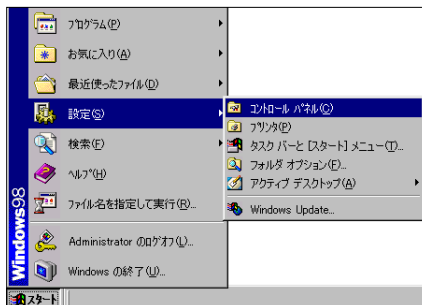 ﾌﾟﾛｸﾞﾗﾑ(P)
お気に入り(A)
最近使ったﾌｧｲﾙ(D)
設定(S)
検索(F)
ﾍﾙﾌﾟ(H)
ﾌｧｲﾙ名を指定して実行(R)...
Administrator のﾛｸﾞｵﾌ(L)...
Windows の終了(U)...
ｺﾝﾄﾛｰﾙ ﾊﾟﾈﾙ(C)
ﾌﾟﾘﾝﾀ(P)
タスク バーと [スタート] メニュー(T)...
フォルダ オプション(F)...
アクティブ デスクトップ(A)
Windows Update...
Windows98
スタート